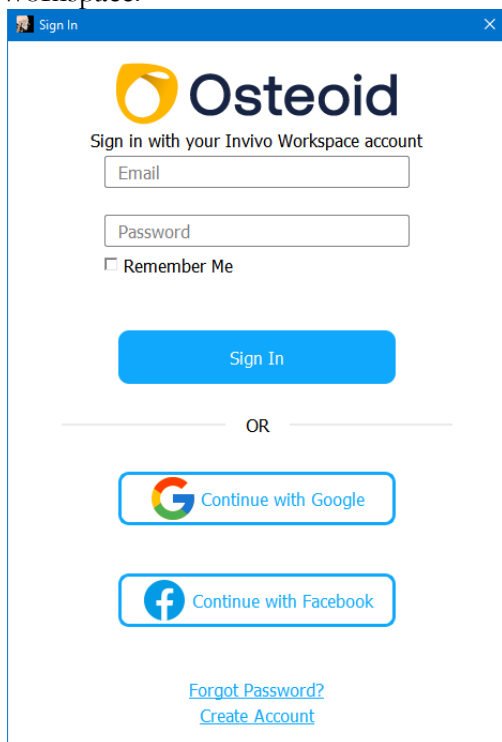 workspace.
Sign In
Osteoid
Sign in with your Invivo Workspace account
Email
Password
Remember Me
Sign In
OR
Continue with Google
Continue with Facebook
Forgot Password?
Create Account